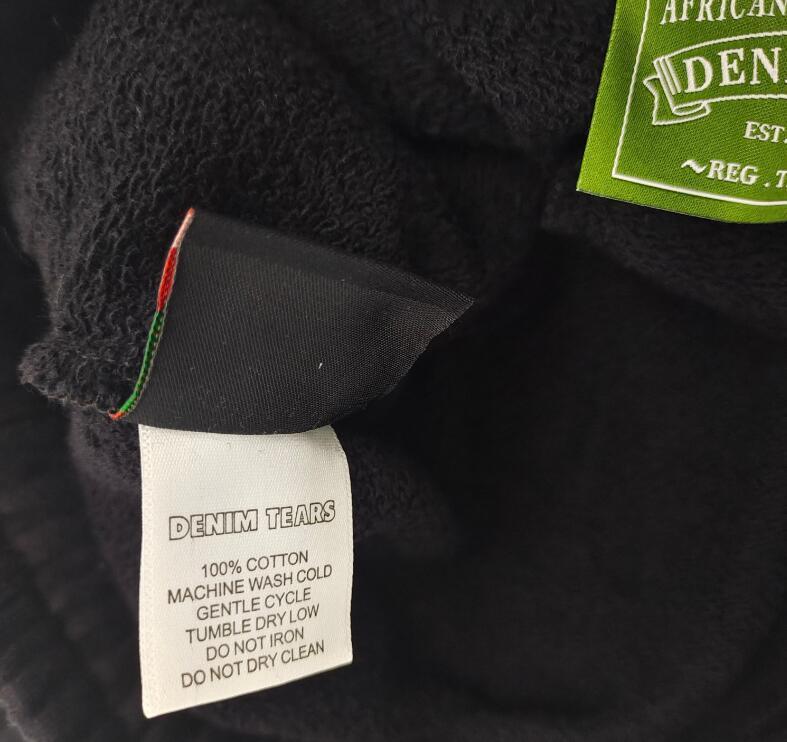 AFRICAN
EST.
~REG . T
DENIM TEARS
100% COTTON
MACHINE WASH COLD
GENTLE CYCLE
TUMBLE DRY LOW
DO NOT IRON
DO NOT DRY CLEAN